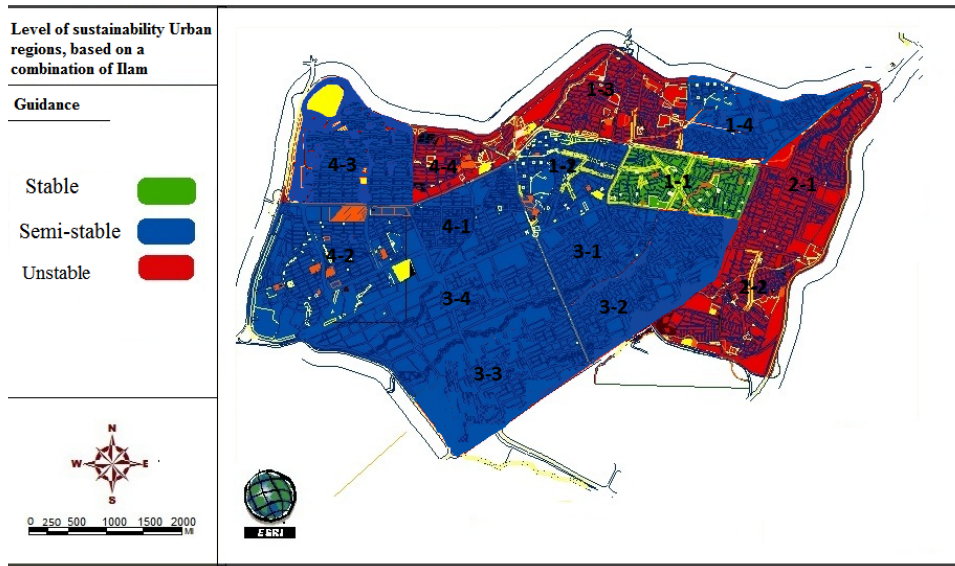 Level of sustainability Urban
regions, based on a
combination of Ilam
Guidance
Stable
Semi-stable
Unstable
N
W E
S
0 250 500 1000 1500 2000
MI
ESRI
1-3
1-4
4-3
4-4
1-2
1-1
2-1
4-1
4-2
3-1
2-2
3-4
3-2
3-3